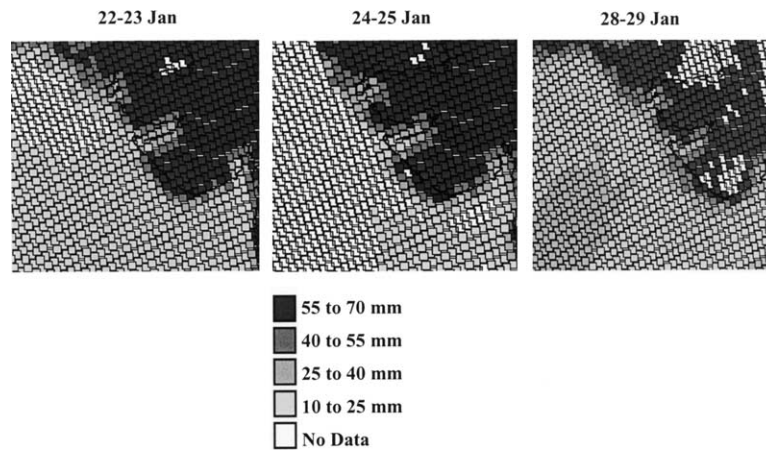 22-23 Jan
24-25 Jan
28-29 Jan
55 to 70 mm
40 to 55 mm
25 to 40 mm
10 to 25 mm
No Data